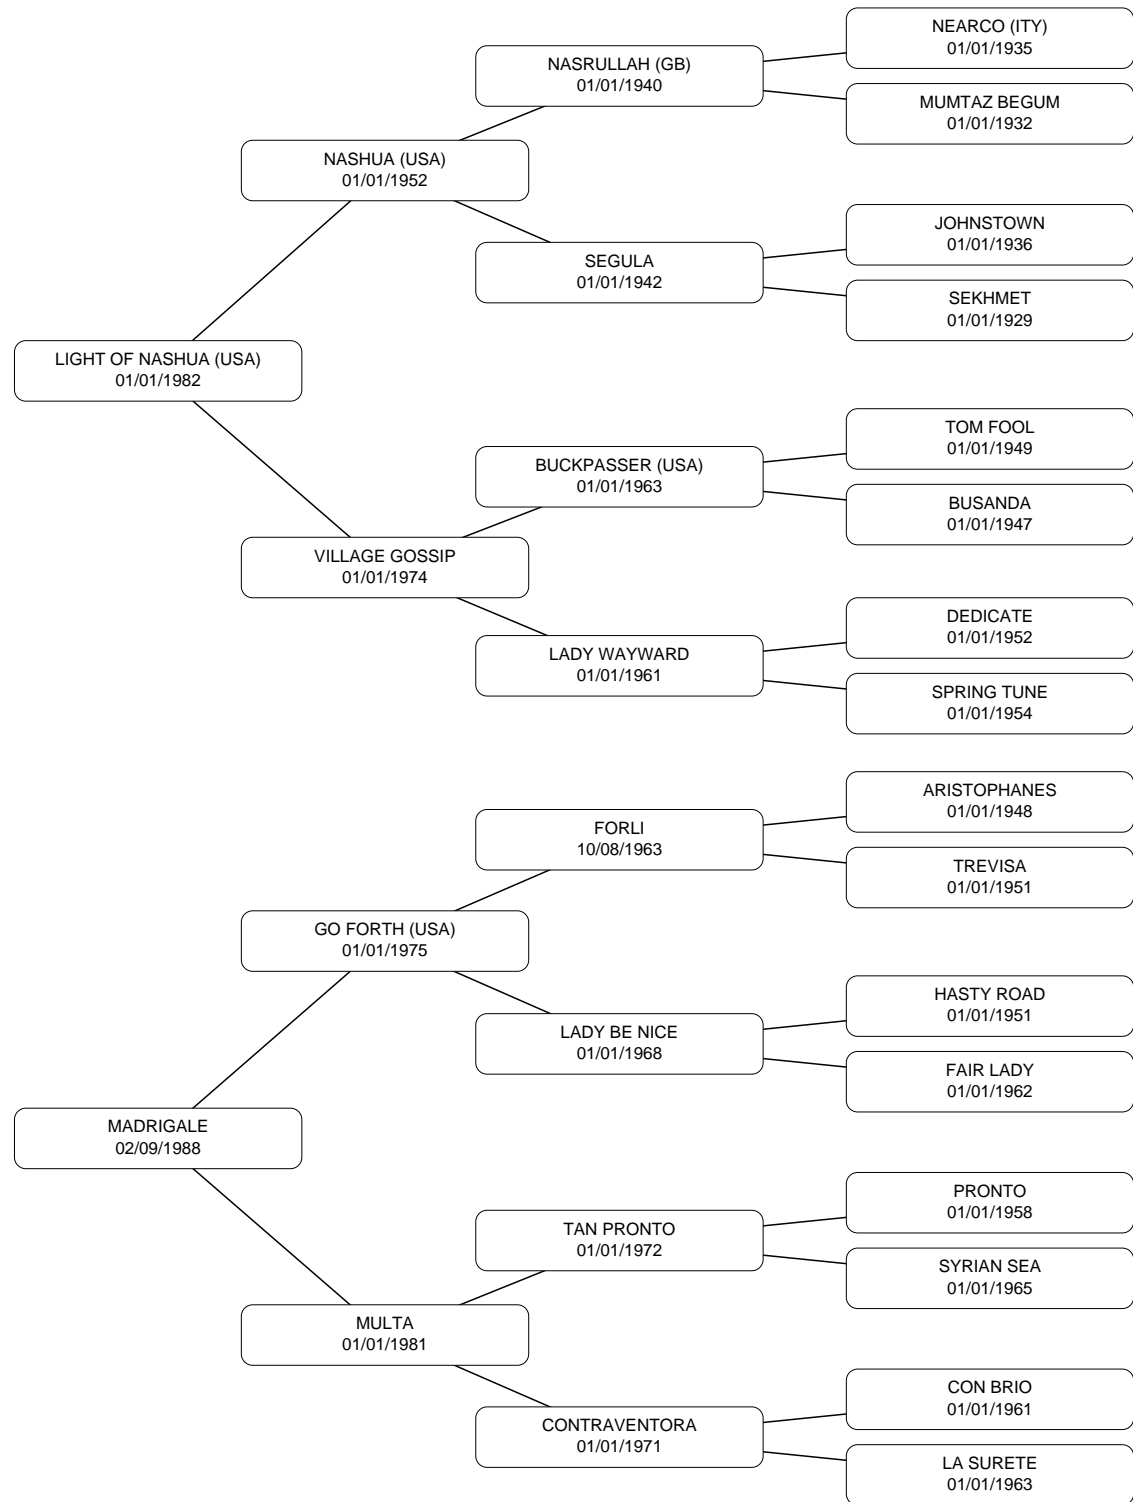 NEARCO (ITY)
01/01/1935
NASRULLAH (GB)
01/01/1940
MUMTAZ BEGUM
01/01/1932
NASHUA (USA)
01/01/1952
JOHNSTOWN
01/01/1936
SEGULA
01/01/1942
SEKHMET
01/01/1929
LIGHT OF NASHUA (USA)
01/01/1982
TOM FOOL
01/01/1949
BUCKPASSER (USA)
01/01/1963
BUSANDA
01/01/1947
VILLAGE GOSSIP
01/01/1974
DEDICATE
01/01/1952
LADY WAYWARD
01/01/1961
SPRING TUNE
01/01/1954
ARISTOPHANES
01/01/1948
FORLI
10/08/1963
TREVISA
01/01/1951
GO FORTH (USA)
01/01/1975
HASTY ROAD
01/01/1951
LADY BE NICE
01/01/1968
FAIR LADY
01/01/1962
MADRIGALE
02/09/1988
PRONTO
01/01/1958
TAN PRONTO
01/01/1972
SYRIAN SEA
01/01/1965
MULTA
01/01/1981
CON BRIO
01/01/1961
CONTRAVENTORA
01/01/1971
LA SURETE
01/01/1963